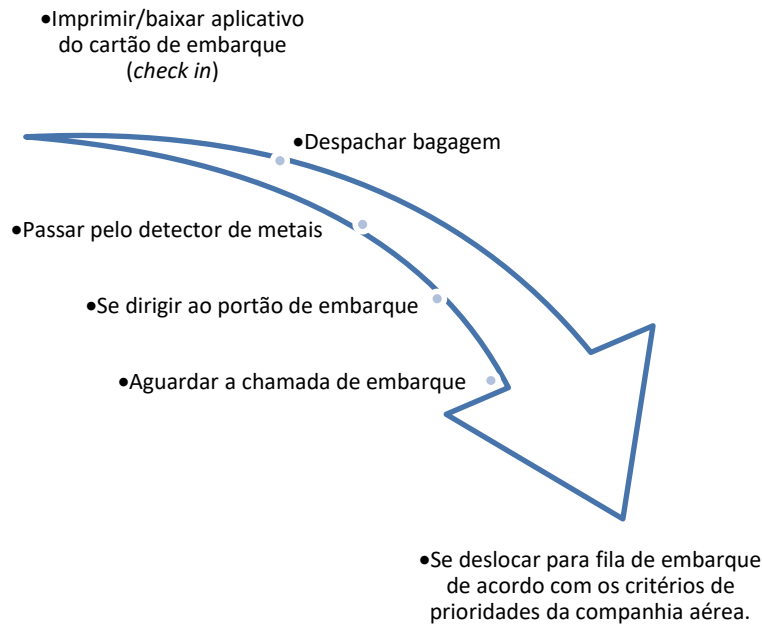 •Imprimir/baixar aplicativo
do cartão de embarque
(check in)
•Despachar bagagem
•Passar pelo detector de metais
•Se dirigir ao portão de embarque
•Aguardar a chamada de embarque
•Se deslocar para fila de embarque
de acordo com os critérios de
prioridades da companhia aérea.